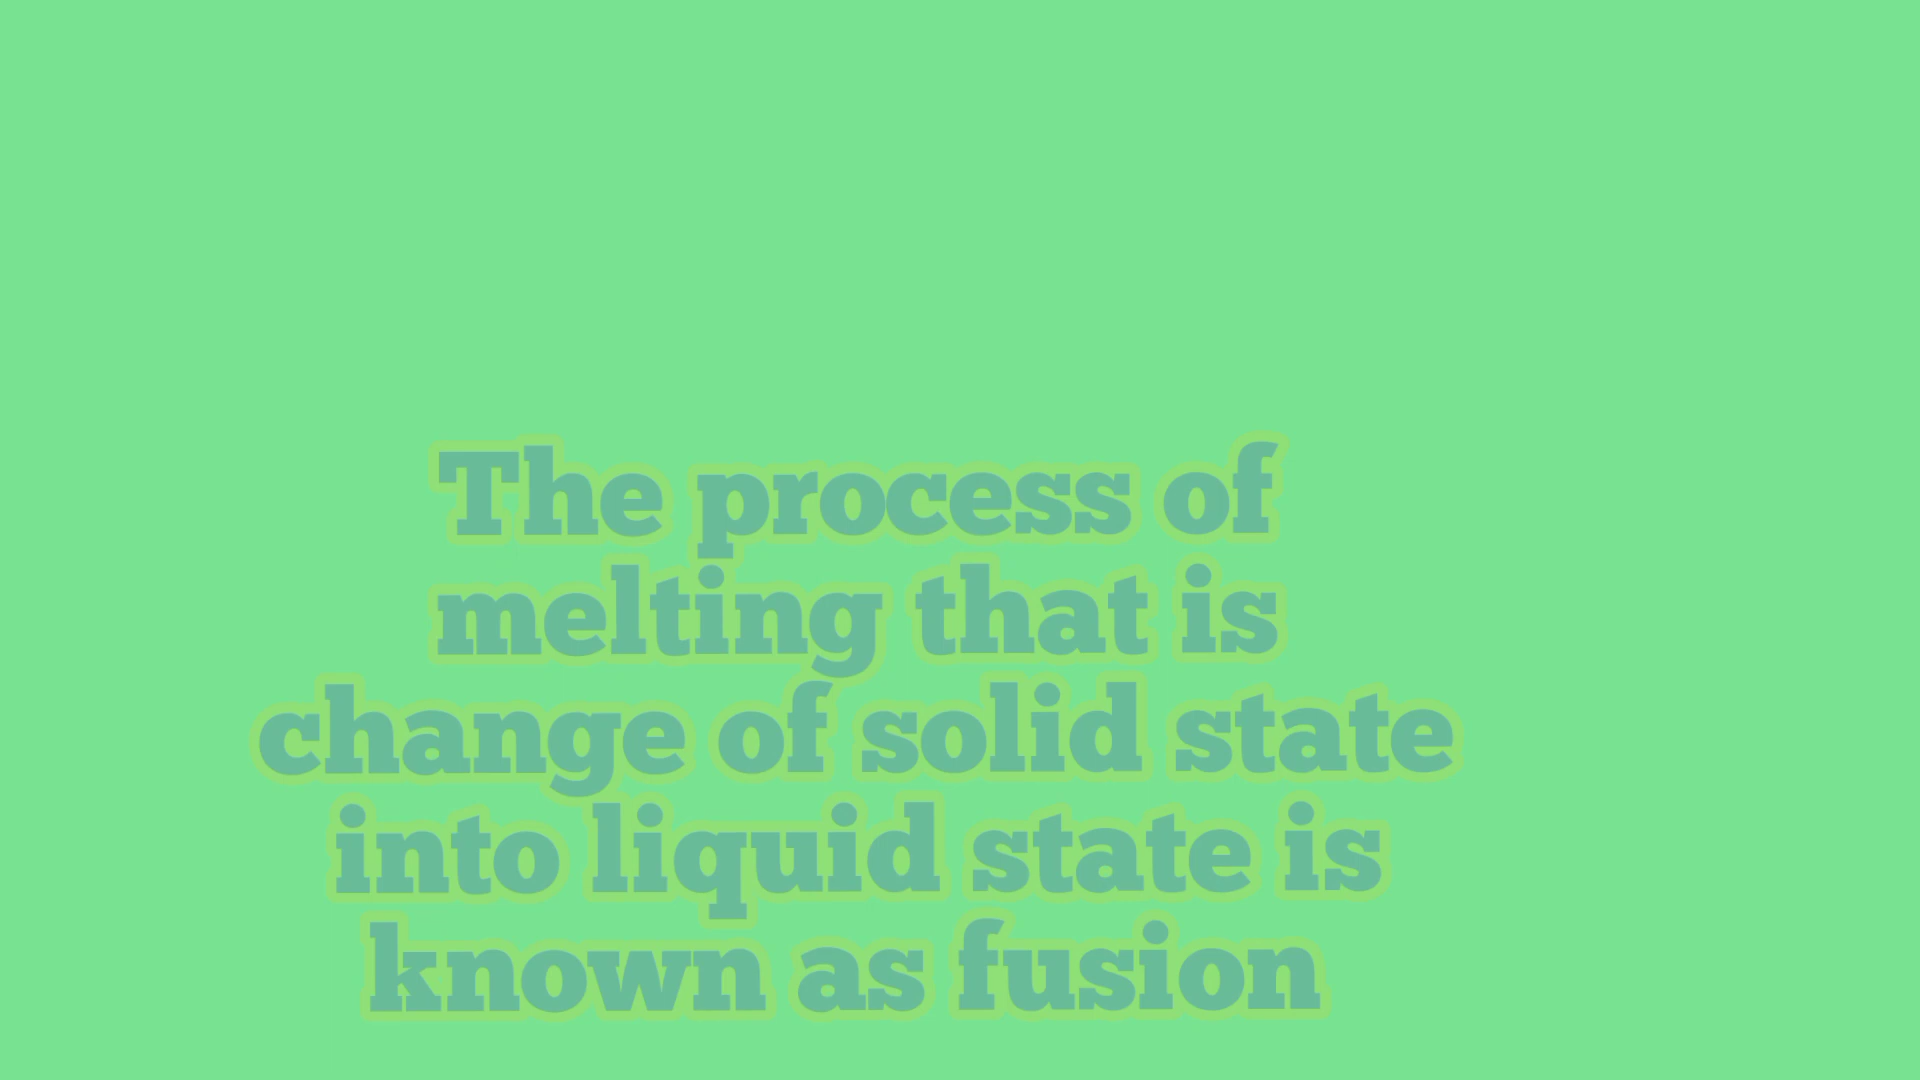 The process of
melting that is
change of solid state
into liquid state is
known as fusion